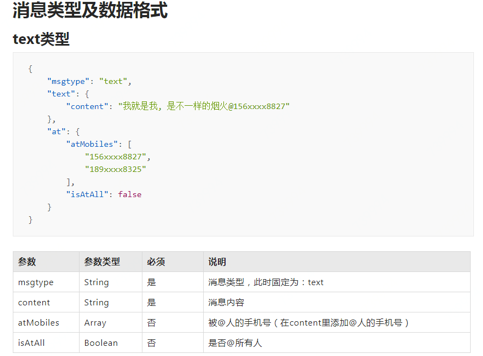 消息类型及数据格式
text类型
{
"msgtype": "text",
"text": {
"content": "我就是我, 是不一样的烟火@156xxxx8827"
},
"at": {
"atMobiles": [
"156xxxx8827",
"189xxxx8325"
],
"isAtAll": false
}
}
参数 参数类型 必须 说明
msgtype String 是 消息类型，此时固定为：text
content String 是 消息内容
atMobiles Array 否 被@人的手机号（在content里添加@人的手机号）
isAtAll Boolean 否 是否@所有人